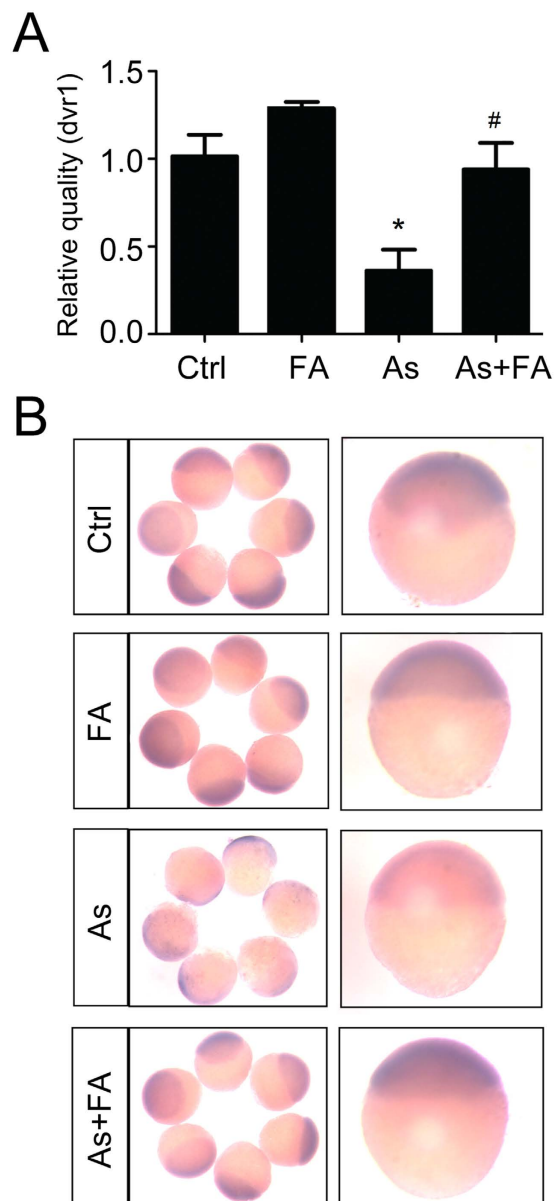 A
Relative quality (dvr1)
1.5
1.0
0.5
0.0
*
#
Ctrl FA As As+FA
B
Ctrl
FA
As
As+FA